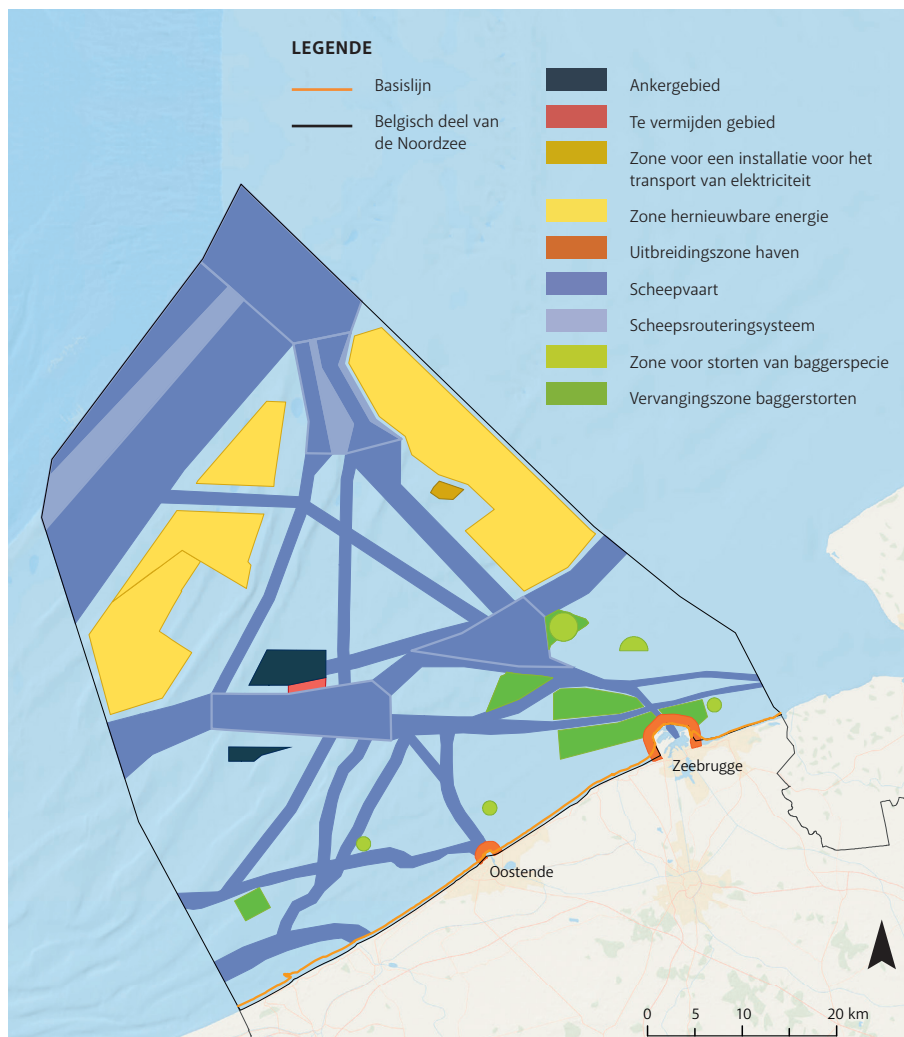 LEGENDE
Basislijn
Belgisch deel van
de Noordzee
Ankergebied
Te vermijden gebied
Zone voor een installatie voor het
transport van elektriciteit
Zone hernieuwbare energie
Uitbreidingszone haven
Scheepvaart
Scheepsrouteringsysteem
Zone voor storten van baggerspecie
Vervangingszone baggerstorten
Zeebrugge
Oostende
0 5 10 20 km